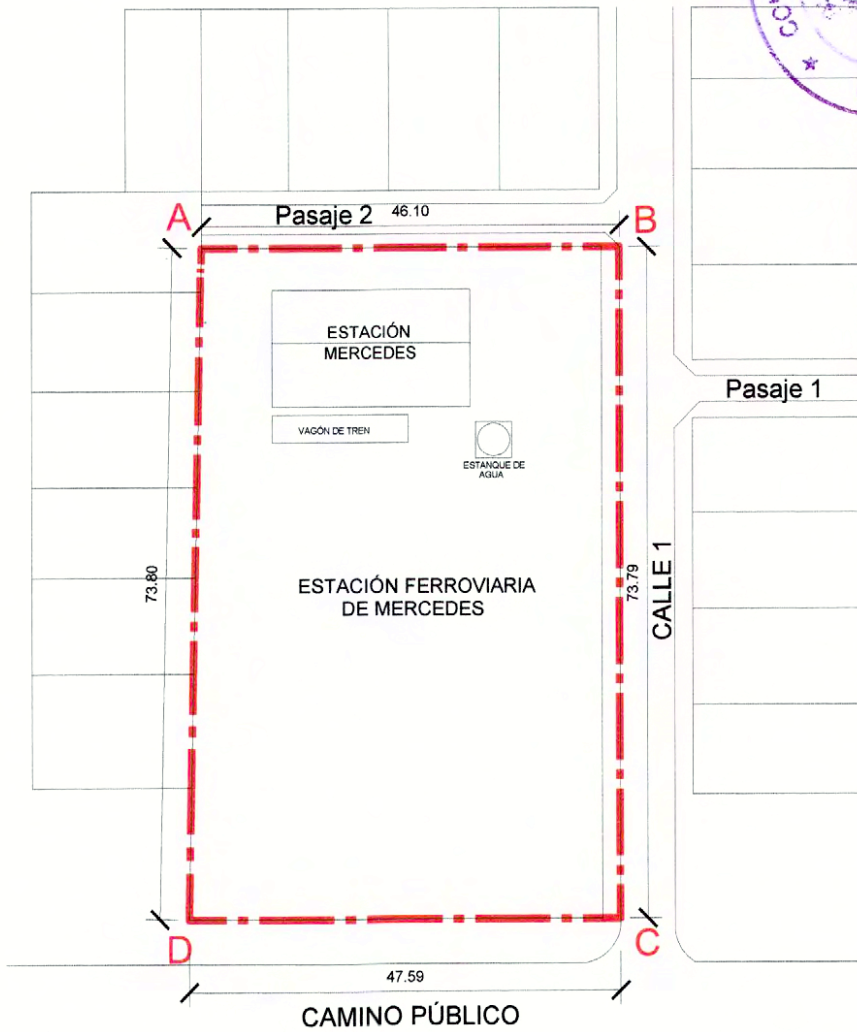 CO
A
Pasaje 2
46.10
B
ESTACIÓN
MERCEDES
Pasaje 1
VAGÓN DE TREN
ESTANQUE DE
AGUA
73.80
ESTACIÓN FERROVIARIA
DE MERCEDES
73.79
CALLE 1
D
C
47.59
CAMINO PÚBLICO